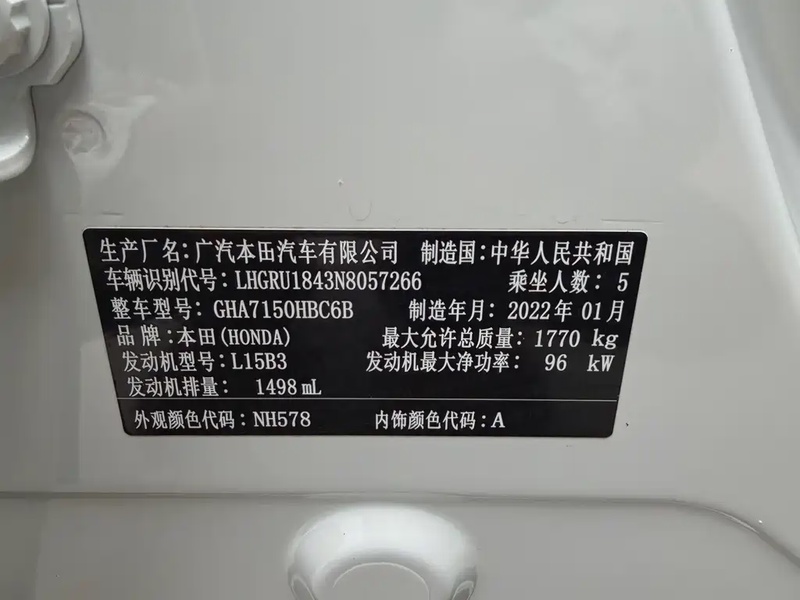 生产厂名:广汽本田汽车有限公司 制造国:中华人民共和国
车辆识别代号:LHGRU1843N8057266 乘坐人数:5
整车型号:GHA7150HBC6B 制造年月:2022年01月
品牌:本田(HONDA) 最大允许总质量:1770 kg
发动机型号:L15B3 发动机最大净功率:96 kW
发动机排量:1498 mL
外观颜色代码:NH578 内饰颜色代码:A